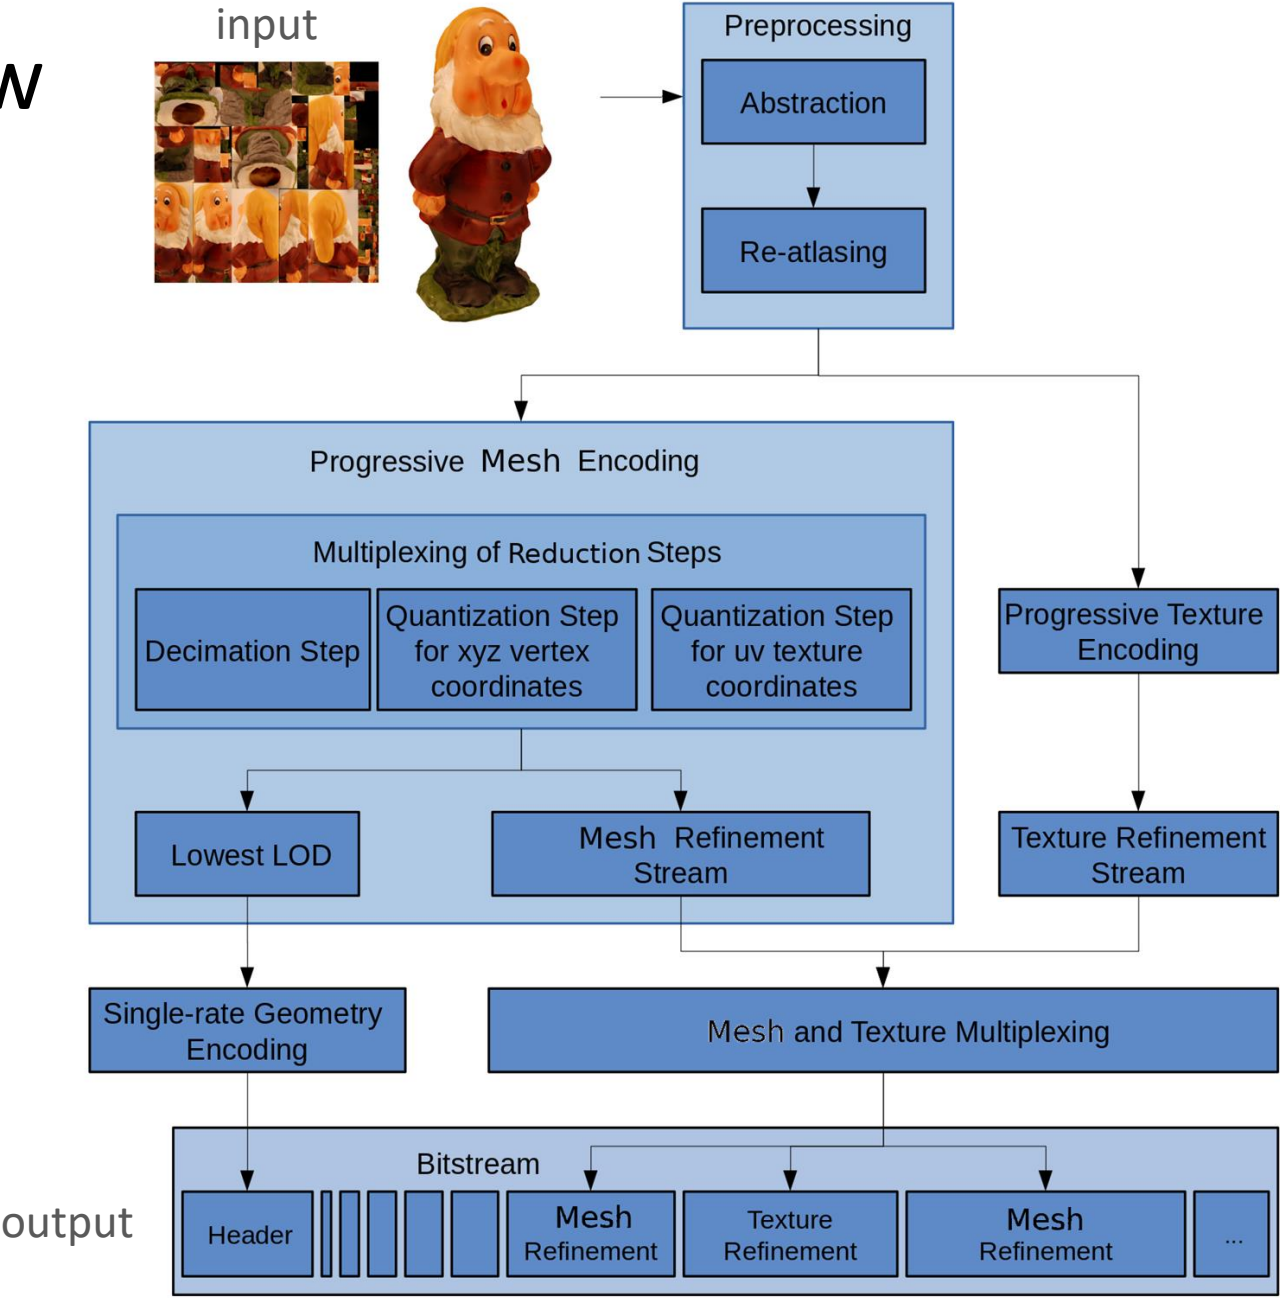 input
w
Preprocessing
Abstraction
Re-atlasing
Progressive Mesh Encoding
Multiplexing of Reduction Steps
Decimation Step
Quantization Step
for xyz vertex
coordinates
Quantization Step
for uv texture
coordinates
Progressive Texture
Encoding
Lowest LOD
Mesh Refinement
Stream
Texture Refinement
Stream
Single-rate Geometry
Encoding
Mesh and Texture Multiplexing
Bitstream
output
Header
Mesh
Refinement
Texture
Refinement
Mesh
Refinement
...